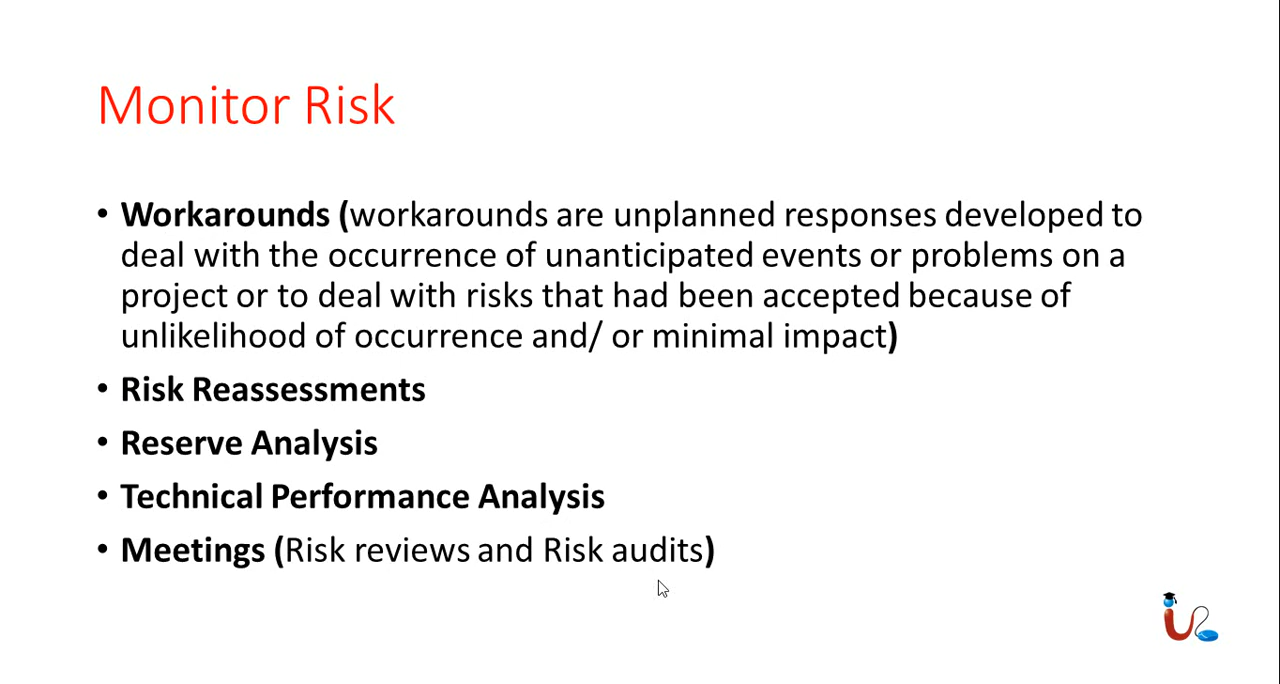 Monitor Risk
• Workarounds (workarounds are unplanned responses developed to
deal with the occurrence of unanticipated events or problems on a
project or to deal with risks that had been accepted because of
unlikelihood of occurrence and/ or minimal impact)
• Risk Reassessments
• Reserve Analysis
• Technical Performance Analysis
• Meetings (Risk reviews and Risk audits)